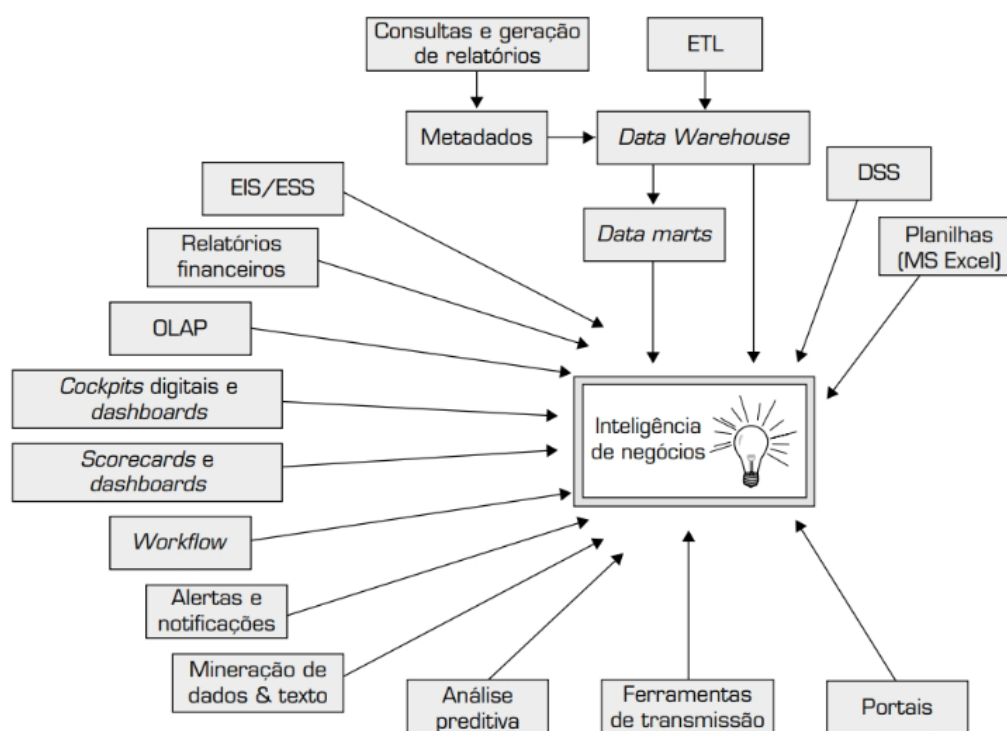 Consultas e geração
de relatórios
ETL
Metadados
Data Warehouse
DSS
EIS/ESS
Data marts
Planilhas
(MS Excel)
Relatórios
financeiros
OLAP
Cockpits digitais e
dashboards
Inteligência
de negócios
Scorecards e
dashboards
Workflow
Alertas e
notificações
Mineração de
dados & texto
Análise
preditiva
Ferramentas
de transmissão
Portais